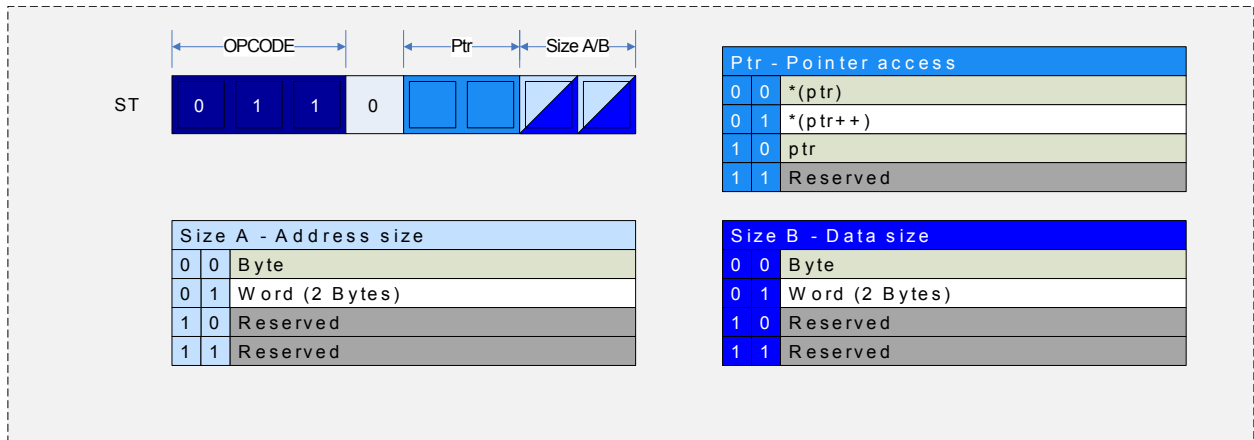 OPCODE Ptr Size A/B
ST 0 1 1 0
Ptr - Pointer access
0 0 *(ptr)
0 1 *(ptr++)
1 0 ptr
1 1 Reserved
Size A - Address size
0 0 Byte
0 1 Word (2 Bytes)
1 0 Reserved
1 1 Reserved
Size B - Data size
0 0 Byte
0 1 Word (2 Bytes)
1 0 Reserved
1 1 Reserved